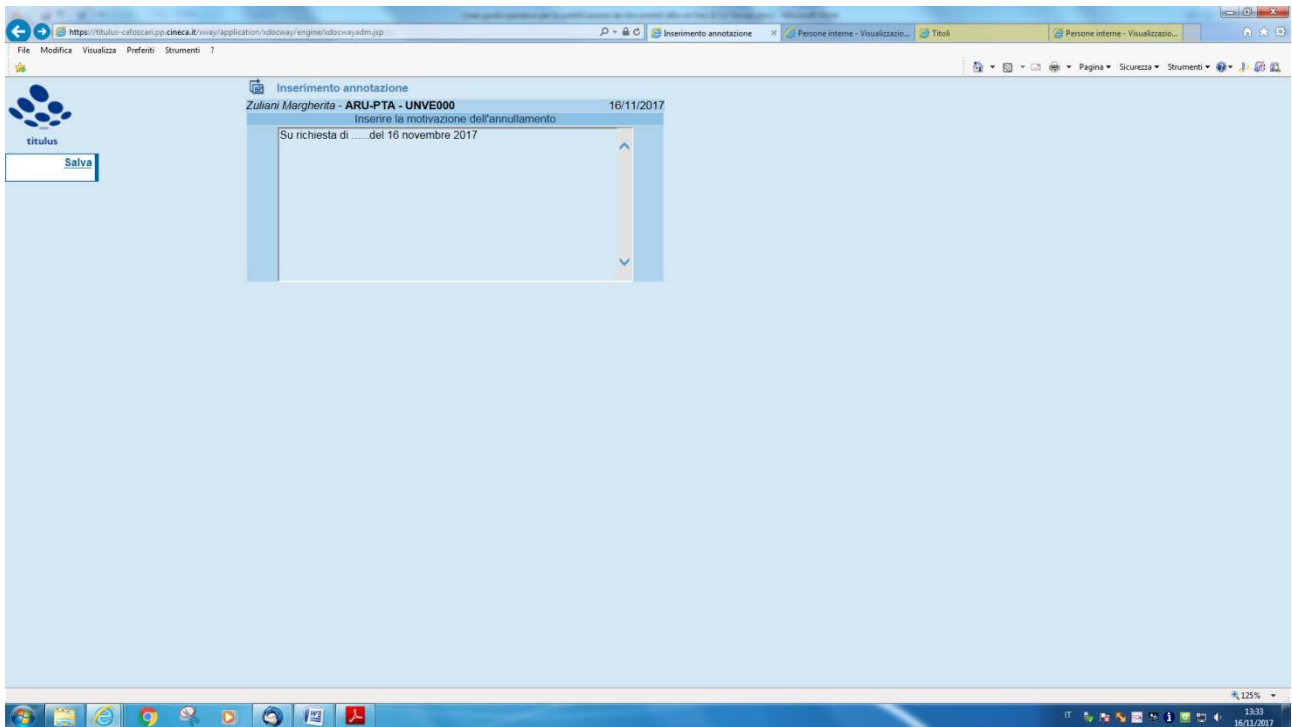 https://titulus-cafoscari.pp.cineca.it/xway/application/xdocway/engine/xdocwayadm.jsp
Inserimento annotazione
Persone interne - Visualizzazio...
Titoli
Persone interne - Visualizzazio...
File Modifica Visualizza Preferiti Strumenti ?
Pagina Sicurezza Strumenti
Inserimento annotazione
Zuliani Margherita - ARU-PTA - UNVE000 16/11/2017
Inserire la motivazione dell'annullamento
Su richiesta di ......del 16 novembre 2017
titulus
Salva
125%
IT
13:33
16/11/2017